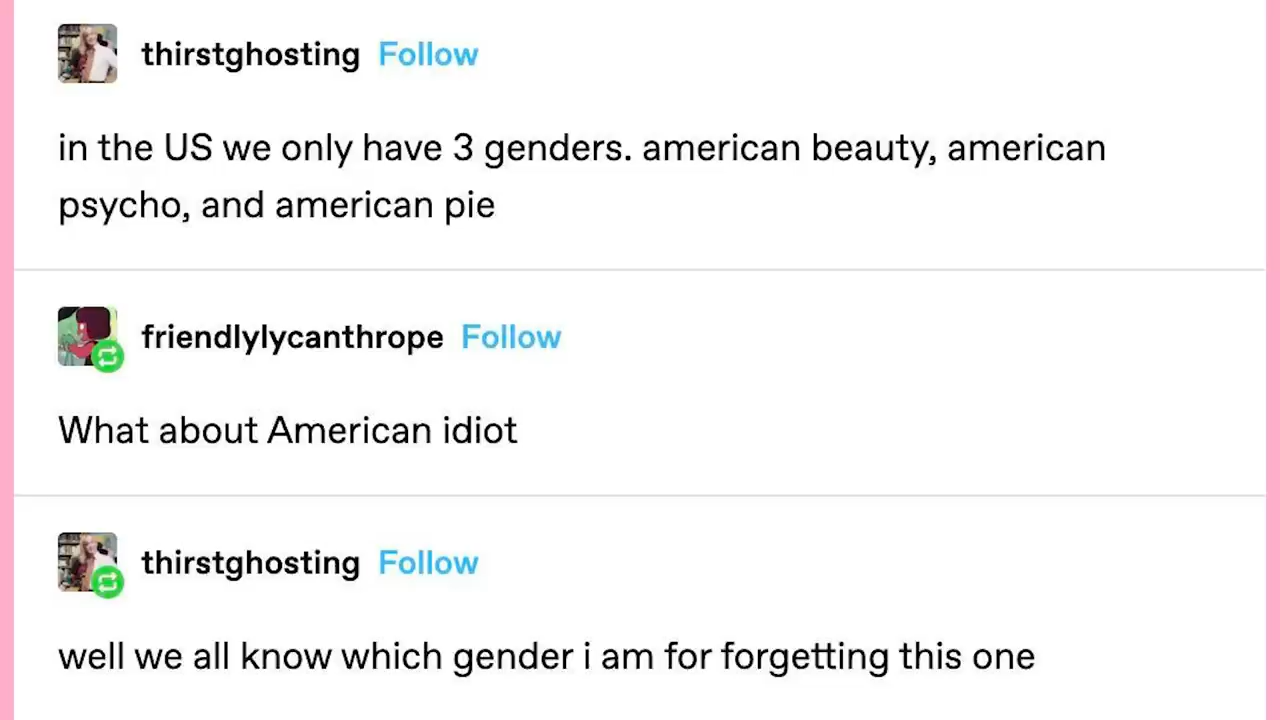 thirstghosting Follow
in the US we only have 3 genders. american beauty, american
psycho, and american pie
friendlylycanthrope Follow
What about American idiot
thirstghosting Follow
well we all know which gender i am for forgetting this one